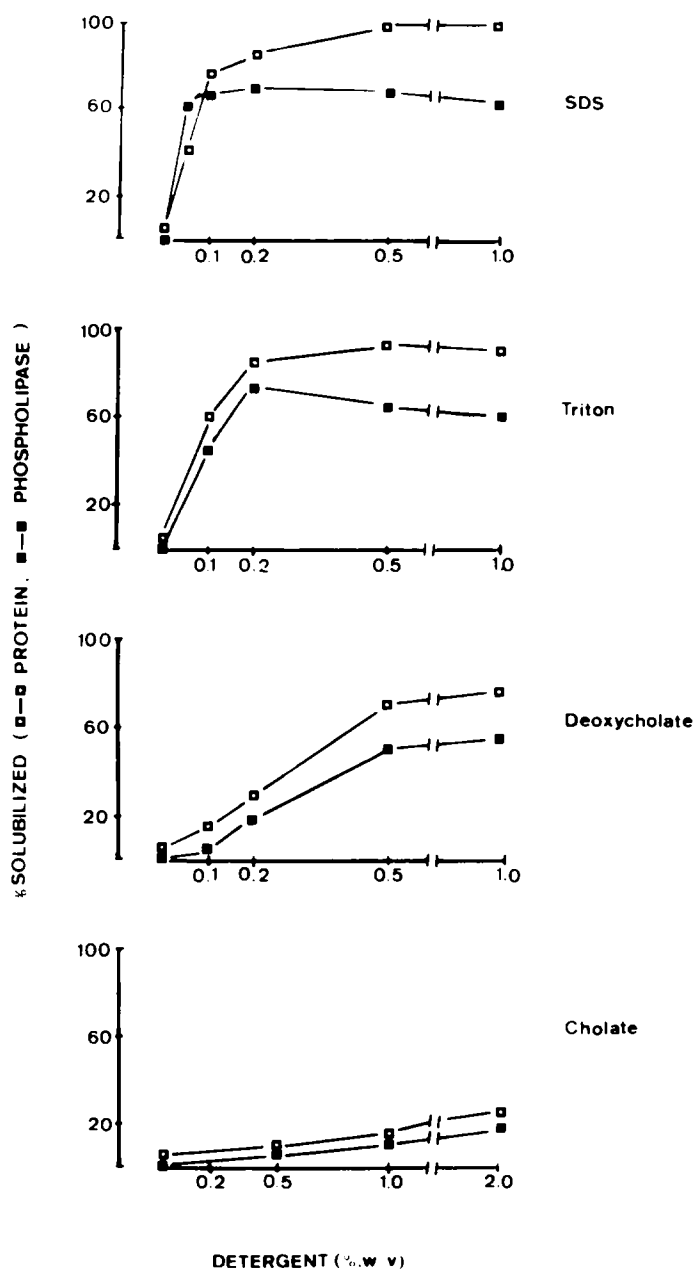 100
60
20
0.1 0.2 0.5 1.0
SDS
100
60
20
0.1 0.2 0.5 1.0
Triton
100
60
20
0.1 0.2 0.5 1.0
Deoxycholate
100
60
20
0.2 0.5 1.0 2.0
Cholate
% SOLUBILIZED ( PROTEIN, PHOSPHOLIPASE )
DETERGENT (%, w v)